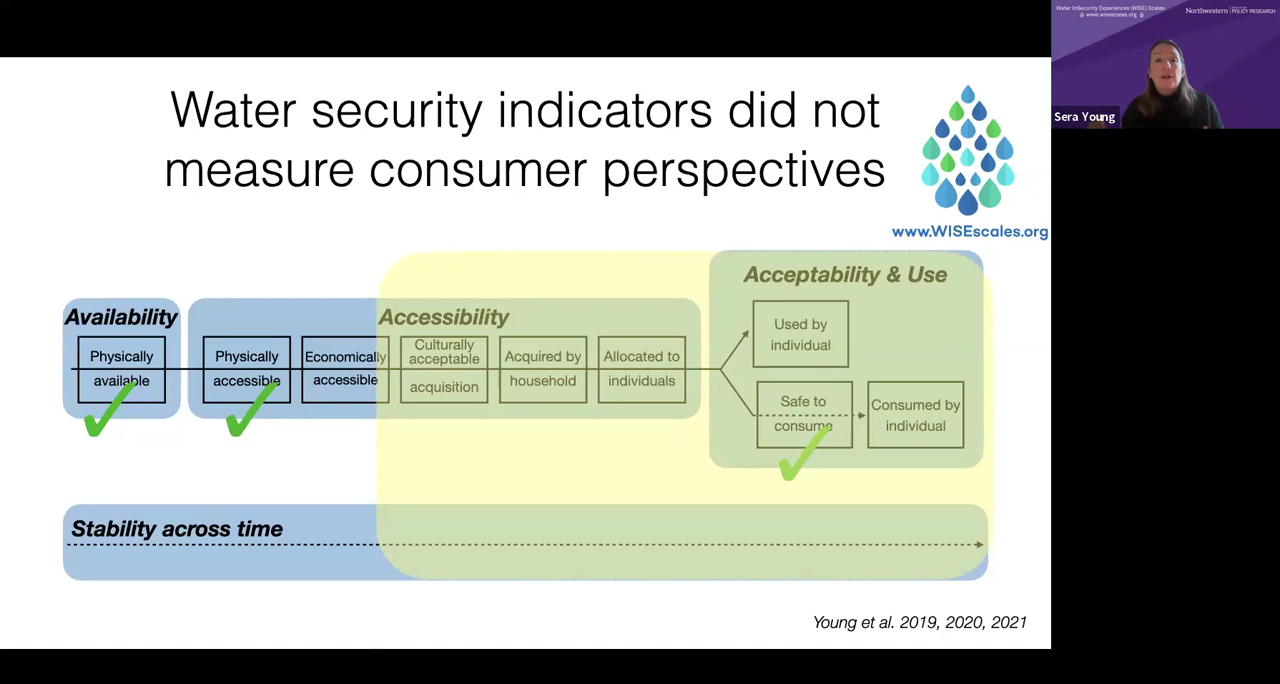 Water security indicators did not
measure consumer perspectives
www.WISEscales.org
Availability
Physically
available
Accessibility
Physically
accessible
Economically
accessible
Culturally
acceptable
acquisition
Acquired by
household
Allocated to
individuals
Acceptability & Use
Used by
individual
Safe to
consume
Consumed by
individual
Stability across time
Young et al. 2019, 2020, 2021
Water InSecurity Experiences (WISE) Scales
www.wisescales.org
Northwestern
POLICY RESEARCH
Sera Young